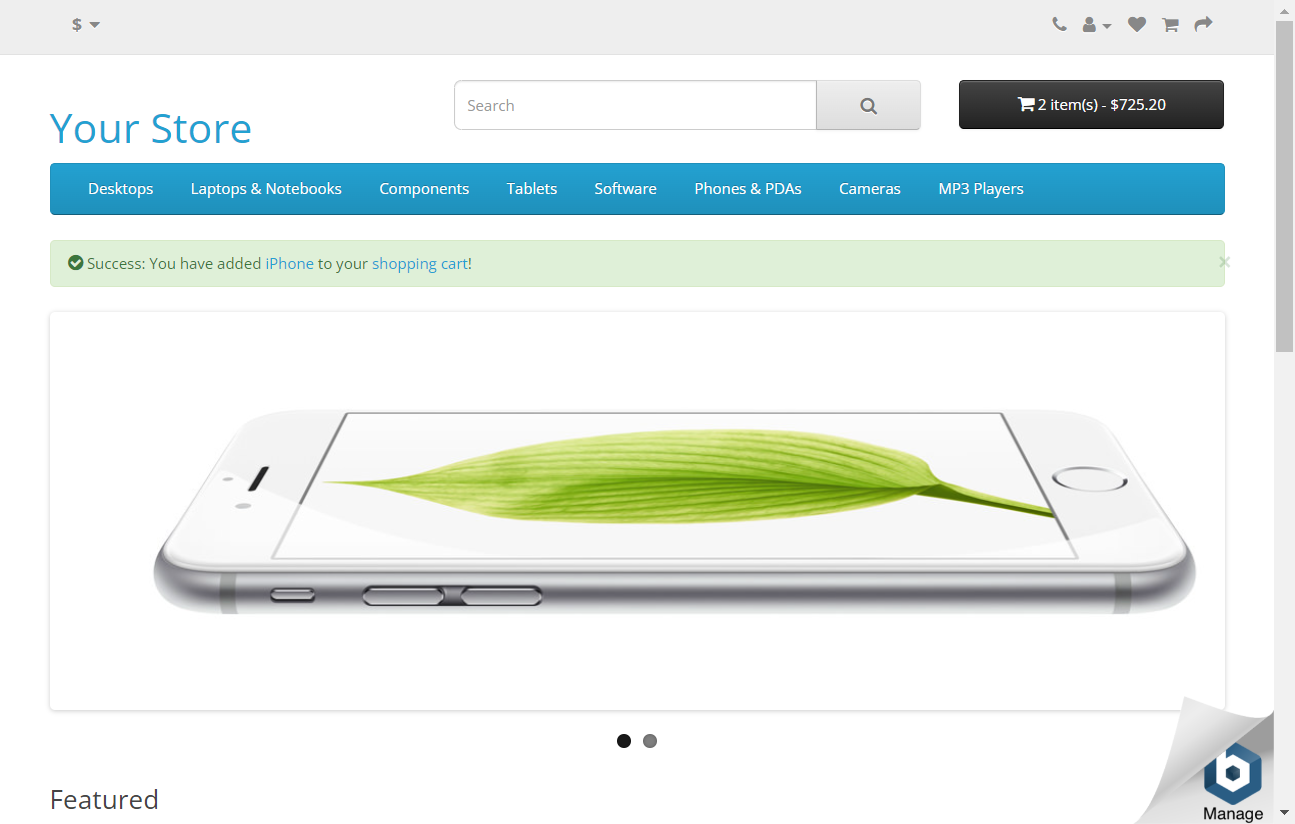 $
Search
2 item(s) - $725.20
Your Store
Desktops
Laptops & Notebooks
Components
Tablets
Software
Phones & PDAs
Cameras
MP3 Players
Success: You have added iPhone to your shopping cart!
×
Featured
Manage